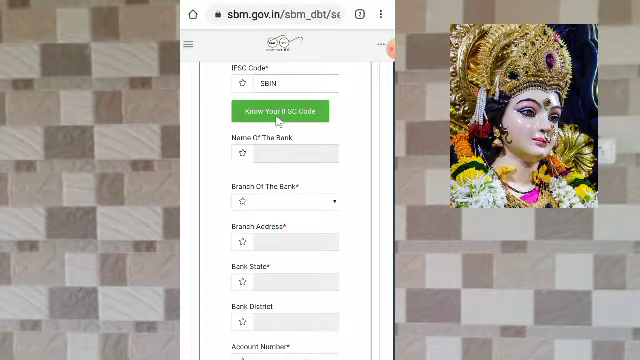 sbm.gov.in/sbm_dbt/se
IFSC Code*
SBIN
Know Your IFSC Code
Name Of The Bank
Branch Of The Bank*
Branch Address*
Bank State*
Bank District
Account Number*